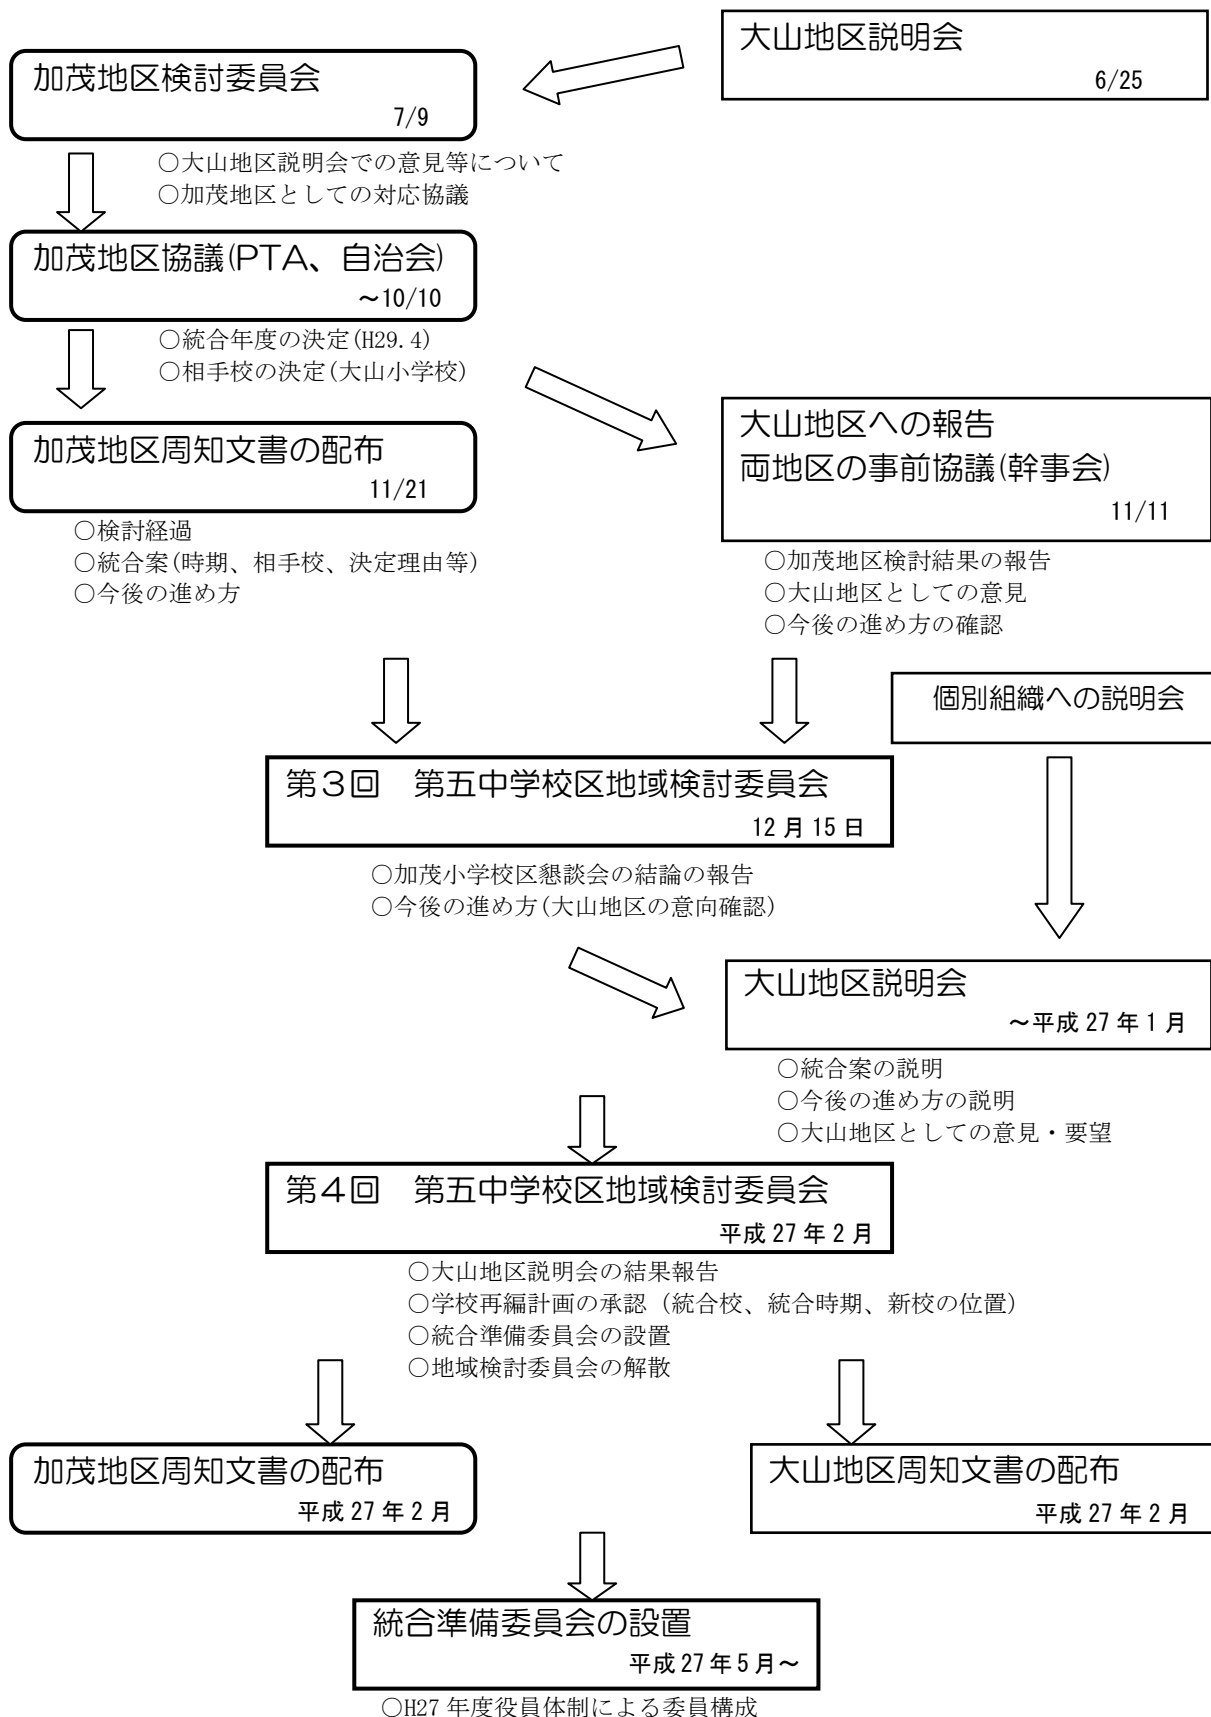 大山地区説明会
6/25
加茂地区検討委員会
7/9
○大山地区説明会での意見等について
○加茂地区としての対応協議
加茂地区協議(PTA、自治会)
～10/10
○統合年度の決定(H29.4)
○相手校の決定(大山小学校)
加茂地区周知文書の配布
11/21
○検討経過
○統合案(時期、相手校、決定理由等)
○今後の進め方
大山地区への報告
両地区の事前協議(幹事会)
11/11
○加茂地区検討結果の報告
○大山地区としての意見
○今後の進め方の確認
個別組織への説明会
第3回　第五中学校区地域検討委員会
12月15日
○加茂小学校区懇談会の結論の報告
○今後の進め方(大山地区の意向確認)
大山地区説明会
～平成27年1月
○統合案の説明
○今後の進め方の説明
○大山地区としての意見・要望
第4回　第五中学校区地域検討委員会
平成27年2月
○大山地区説明会の結果報告
○学校再編計画の承認（統合校、統合時期、新校の位置）
○統合準備委員会の設置
○地域検討委員会の解散
加茂地区周知文書の配布
平成27年2月
大山地区周知文書の配布
平成27年2月
統合準備委員会の設置
平成27年5月～
○H27年度役員体制による委員構成